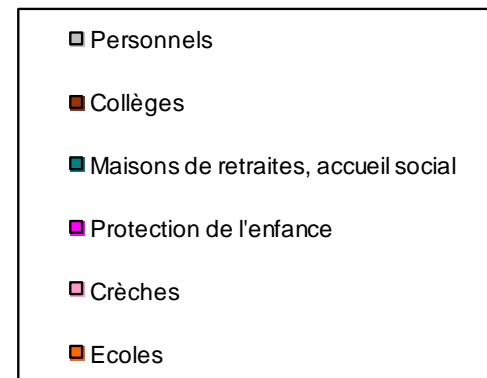 Personnels
Collèges
Maisons de retraites, accueil social
Protection de l'enfance
Crèches
Ecoles